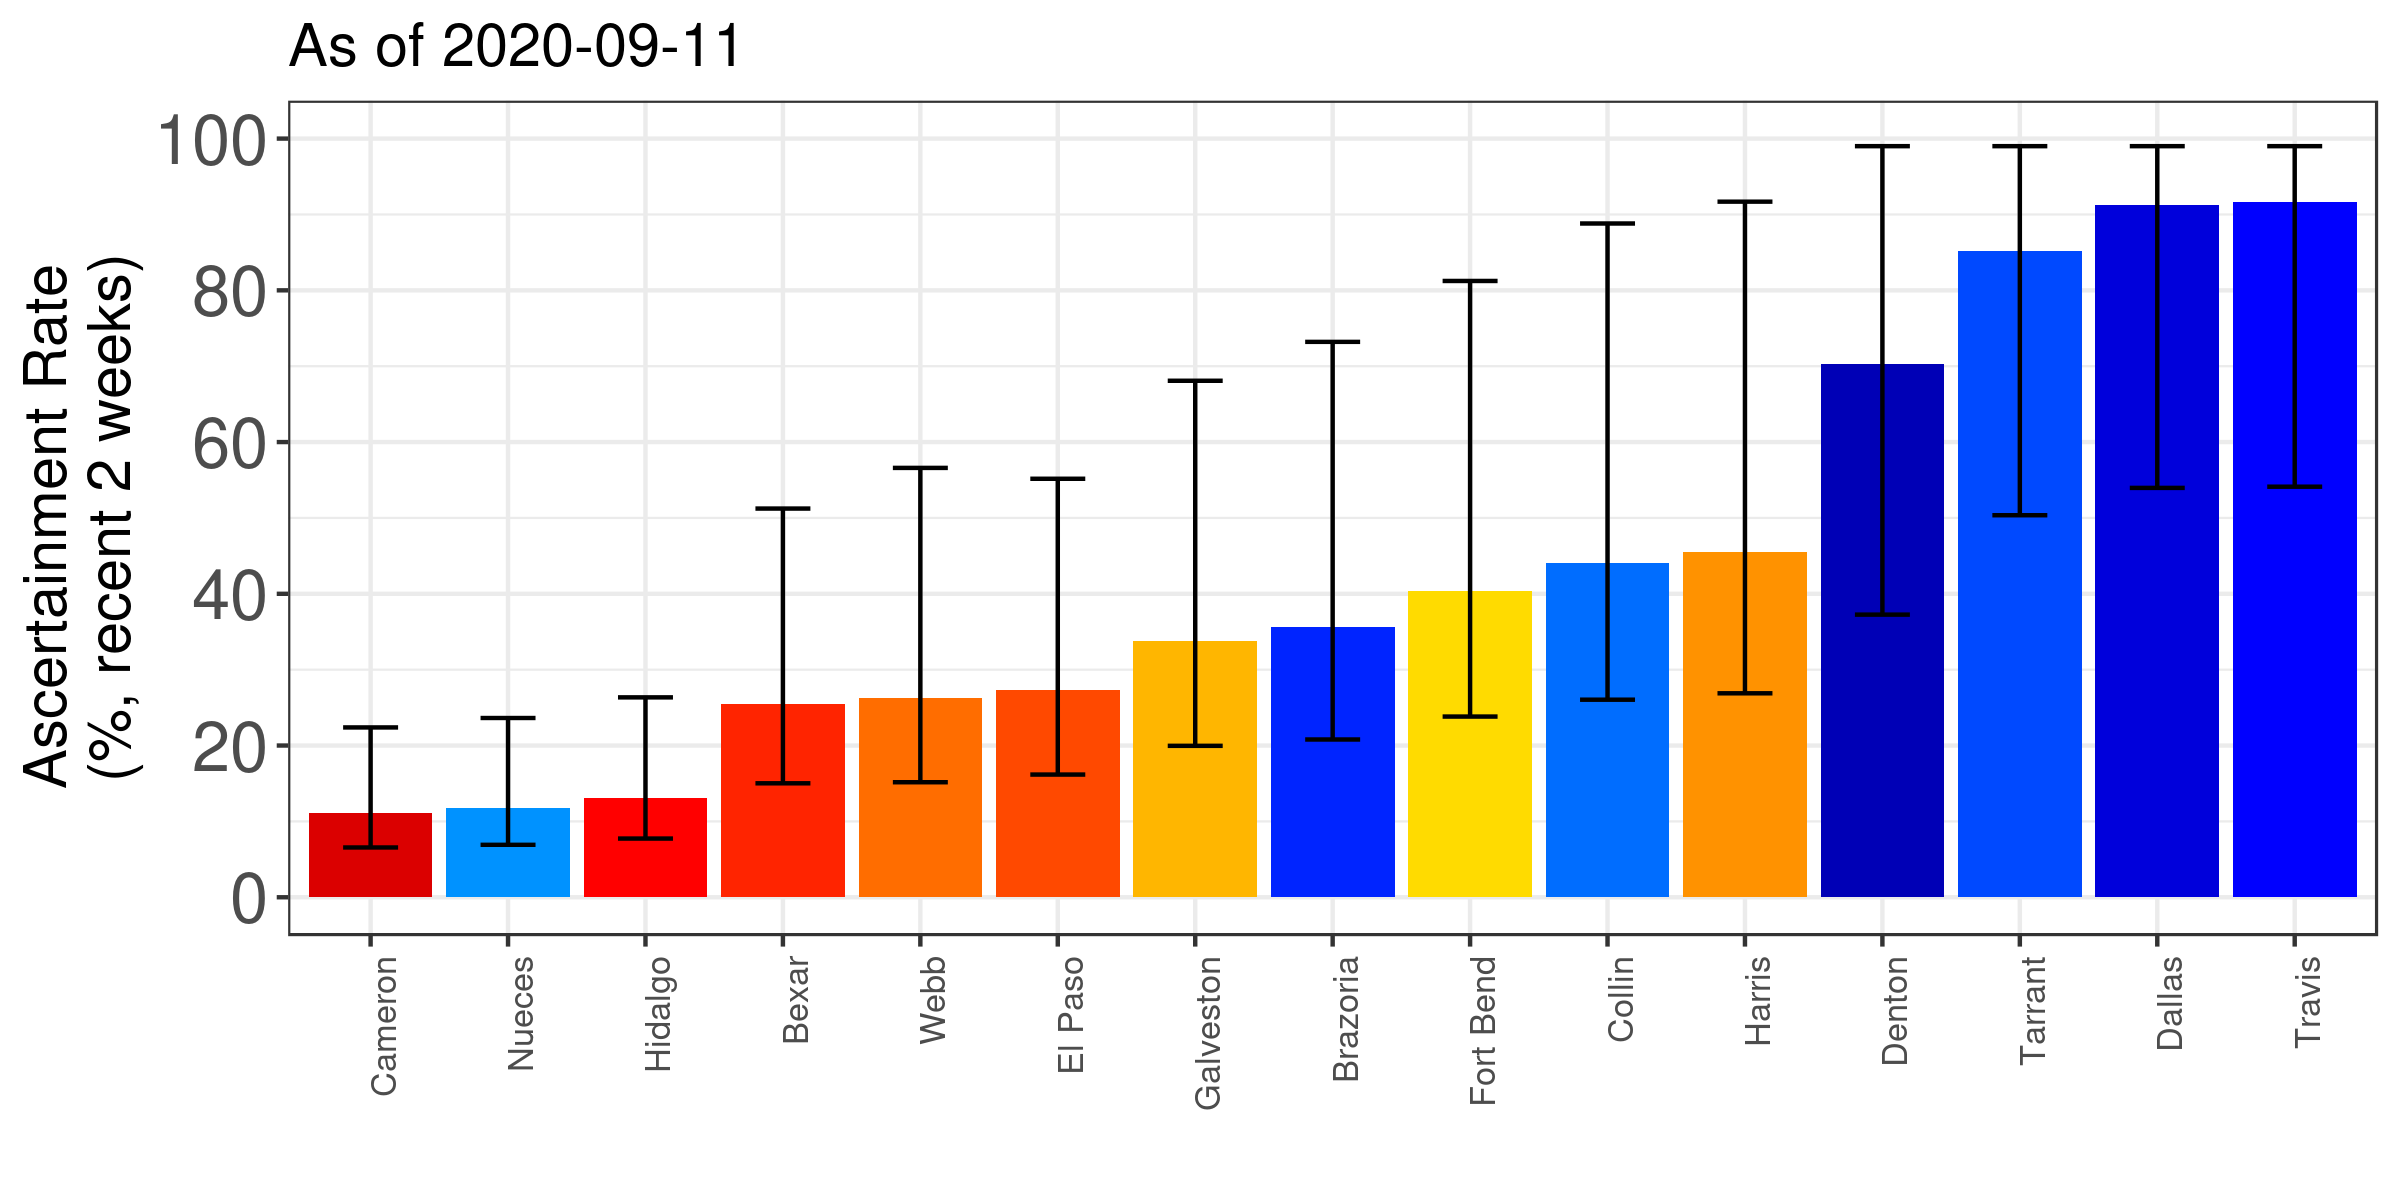 As of 2020-09-11
Ascertainment Rate
(%, recent 2 weeks)
100
80
60
40
20
0
Cameron
Nueces
Hidalgo
Bexar
Webb
El Paso
Galveston
Brazoria
Fort Bend
Collin
Harris
Denton
Tarrant
Dallas
Travis